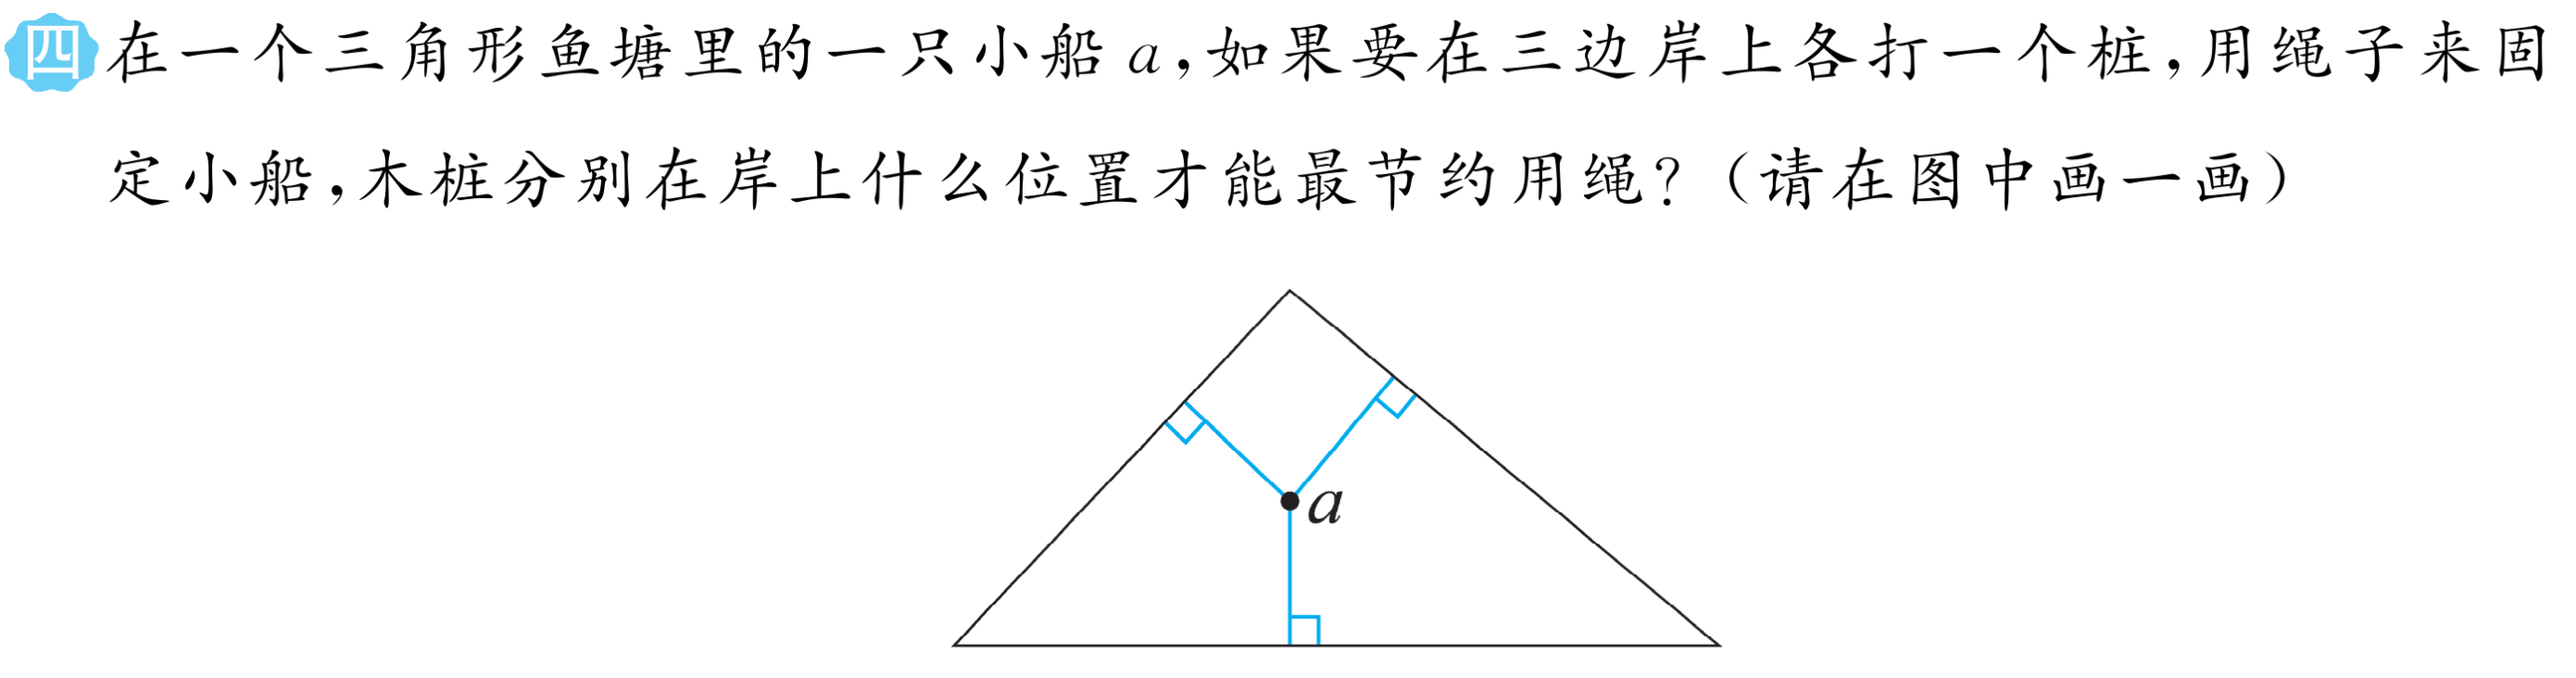 四 在一个三角形鱼塘里的一只小船 a,如果要在三边岸上各打一个桩,用绳子来固
定小船,木桩分别在岸上什么位置才能最节约用绳?(请在图中画一画)
a